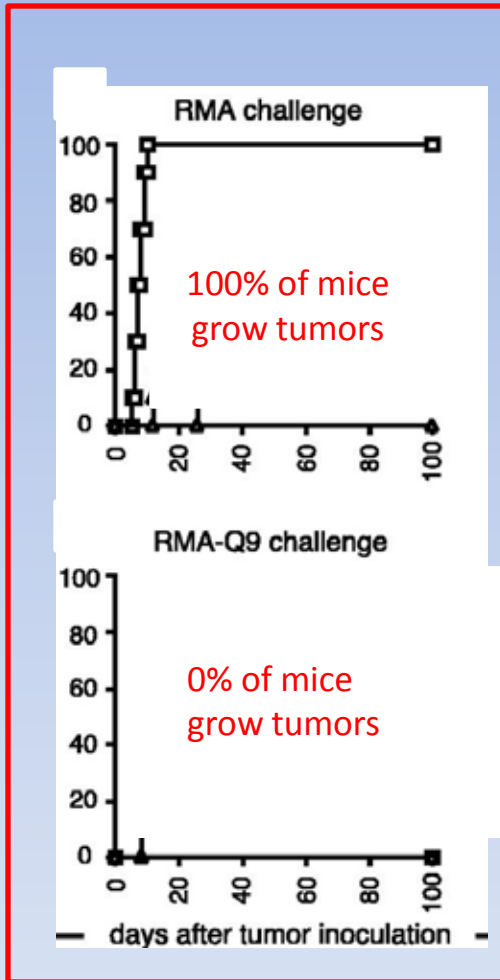 RMA challenge
100
80
60
40
20
0
100% of mice
grow tumors
0 20 40 60 80 100
RMA-Q9 challenge
100
80
60
40
20
0
0% of mice
grow tumors
0 20 40 60 80 100
days after tumor inoculation